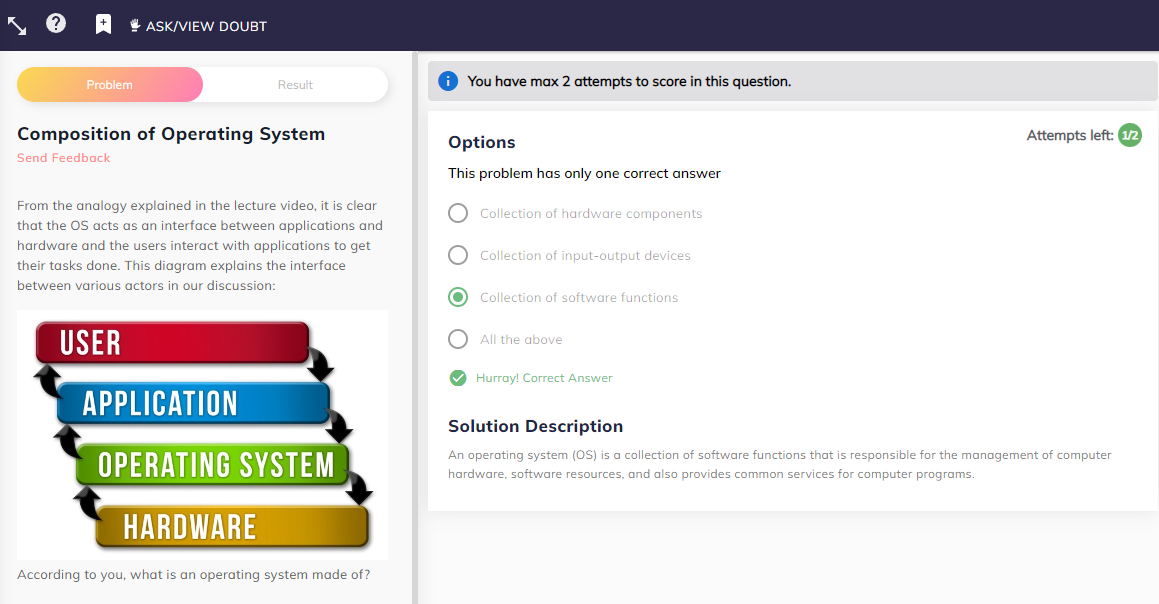 ASK/VIEW DOUBT
Problem
Result
Composition of Operating System
Send Feedback
From the analogy explained in the lecture video, it is clear
that the OS acts as an interface between applications and
hardware and the users interact with applications to get
their tasks done. This diagram explains the interface
between various actors in our discussion:
USER
APPLICATION
OPERATING SYSTEM
HARDWARE
According to you, what is an operating system made of?
You have max 2 attempts to score in this question.
Options
Attempts left: 1/2
This problem has only one correct answer
Collection of hardware components
Collection of input-output devices
Collection of software functions
All the above
Hurray! Correct Answer
Solution Description
An operating system (OS) is a collection of software functions that is responsible for the management of computer
hardware, software resources, and also provides common services for computer programs.